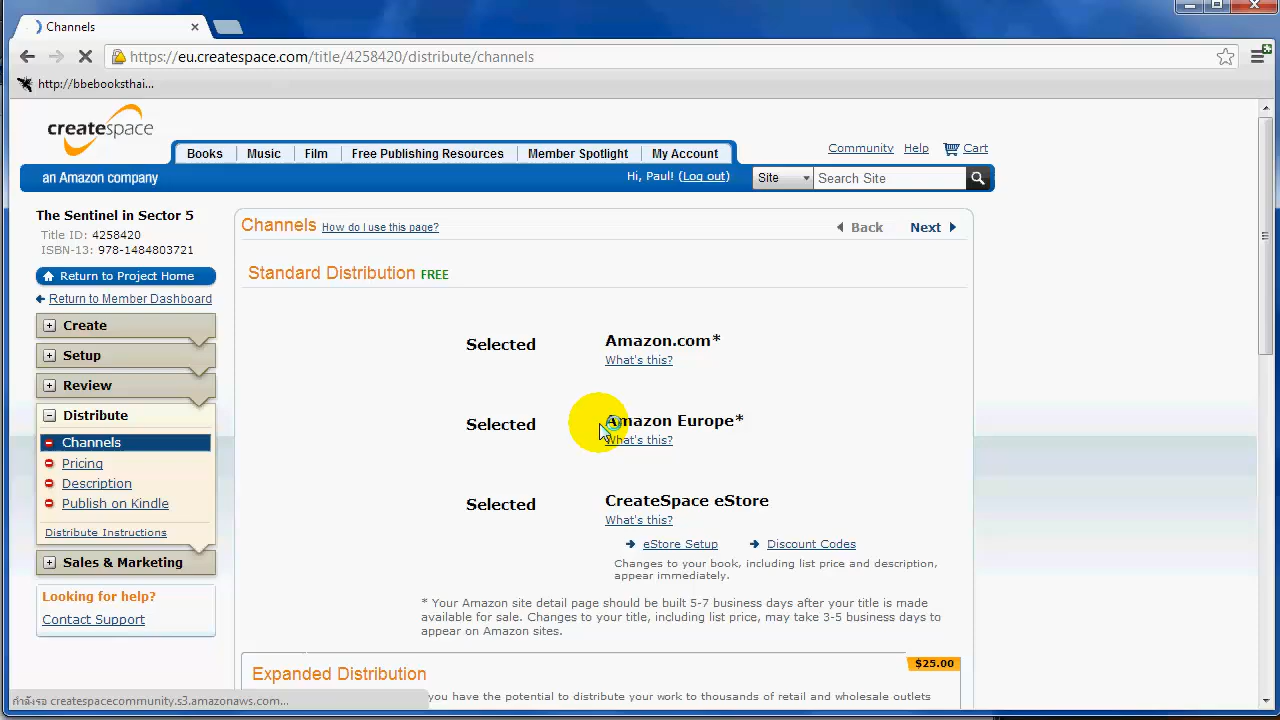 Channels
https://eu.createspace.com/title/4258420/distribute/channels
http://bbebooksthai...
createspace
an Amazon company
Books Music Film Free Publishing Resources Member Spotlight My Account
Community Help Cart
Hi, Paul! (Log out) Site Search Site
The Sentinel in Sector 5
Title ID: 4258420
ISBN-13: 978-1484803721
Return to Project Home
Return to Member Dashboard
Create
Setup
Review
Distribute
Channels
Pricing
Description
Publish on Kindle
Distribute Instructions
Sales & Marketing
Looking for help?
Contact Support
Channels How do I use this page? Back Next
Standard Distribution FREE
Selected Amazon.com*
What's this?
Selected Amazon Europe*
What's this?
Selected CreateSpace eStore
What's this?
eStore Setup Discount Codes
Changes to your book, including list price and description,
appear immediately.
* Your Amazon site detail page should be built 5-7 business days after your title is made
available for sale. Changes to your title, including list price, may take 3-5 business days to
appear on Amazon sites.
$25.00
Expanded Distribution
you have the potential to distribute your work to thousands of retail and wholesale outlets
กำลังรอ createspacecommunity.s3.amazonaws.com...